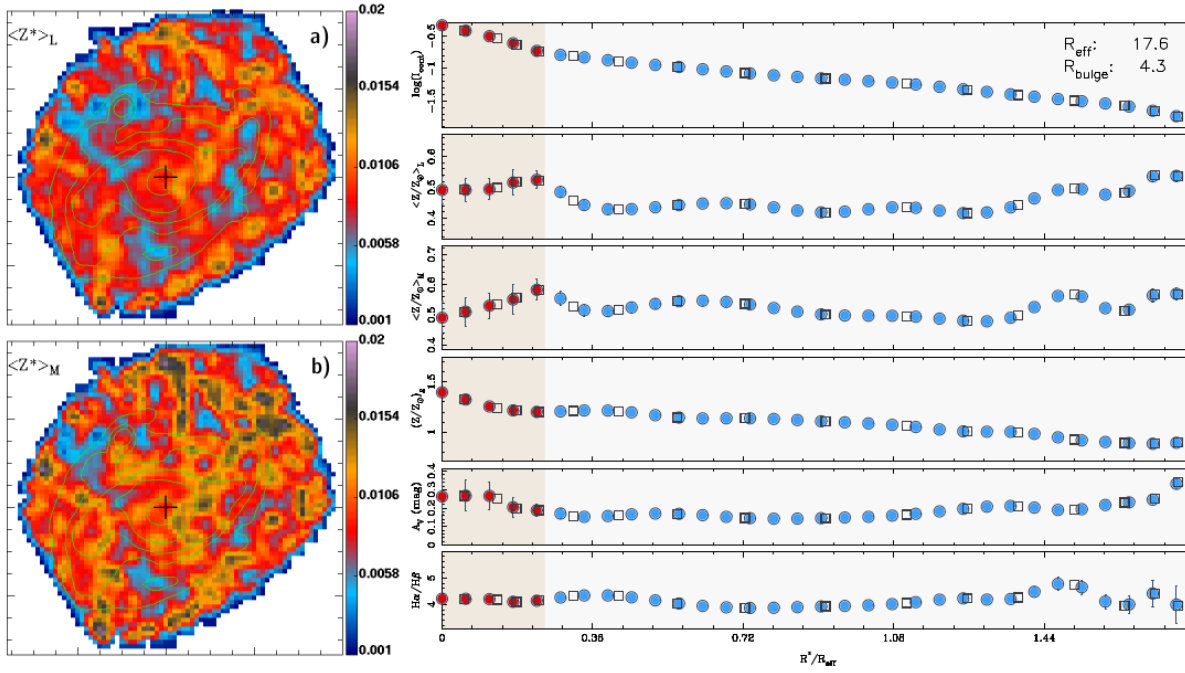 <Z*>L
a)
0.02
0.0154
0.0106
0.0058
0.001
<Z*>M
b)
0.02
0.0154
0.0106
0.0058
0.001
Reff: 17.6
Rbulge: 4.3
log(Icont)
-0.5
-1
-1.5
<Z/Z⊙>L
0.6
0.5
0.4
<Z/Z⊙>M
0.7
0.6
0.5
0.4
(Z/Z⊙)g
1.5
1
AV (mag)
0.4
0.3
0.2
0.1
0
Hα/Hβ
5
4
0
0.36
0.72
1.08
1.44
R*/Reff